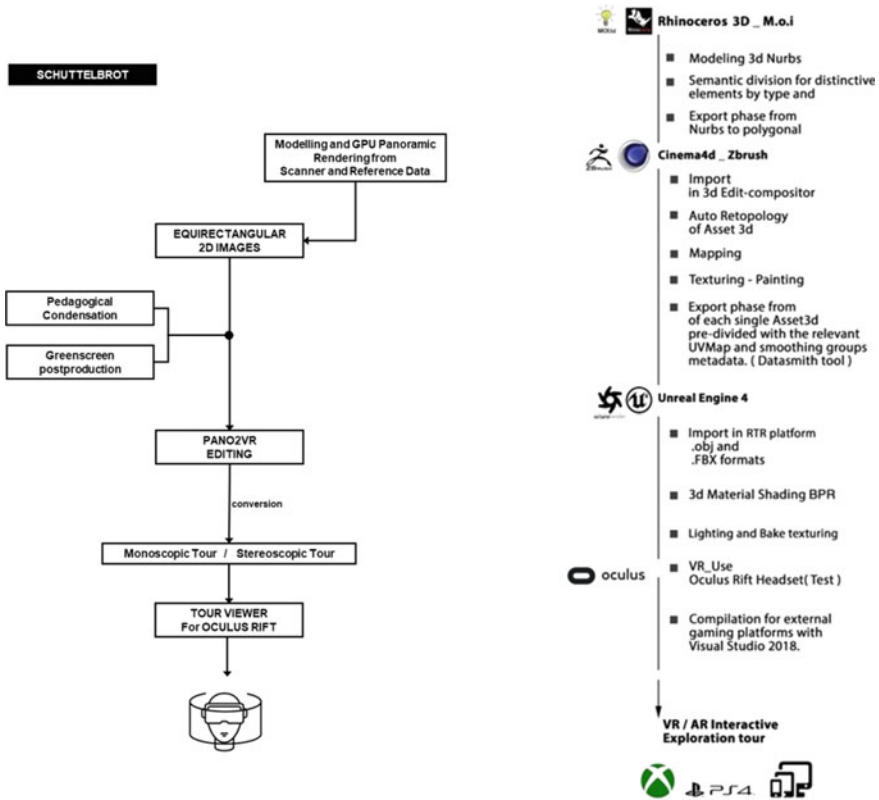 SCHUTTELBROT
Modelling and GPU Panoramic
Rendering from
Scanner and Reference Data
EQUIRECTANGULAR
2D IMAGES
Pedagogical
Condensation
Greenscreen
postproduction
PANO2VR
EDITING
conversion
Monoscopic Tour / Stereoscopic Tour
TOUR VIEWER
For OCULUS RIFT
Rhinoceros 3D _ M.o.i
Modeling 3d Nurbs
Semantic division for distinctive
elements by type and
Export phase from
Nurbs to polygonal
ZBRUSH
Cinema4d _ Zbrush
Import
in 3d Edit-compositor
Auto Retopology
of Asset 3d
Mapping
Texturing - Painting
Export phase from
of each single Asset3d
pre-divided with the relevant
UVMap and smoothing groups
metadata. ( Datasmith tool )
Unreal Engine 4
Import in RTR platform
.obj and
.FBX formats
3d Material Shading BPR
Lighting and Bake texturing
oculus
VR_Use
Oculus Rift Headset( Test )
Compilation for external
gaming platforms with
Visual Studio 2018.
VR / AR Interactive
Exploration tour
PS4